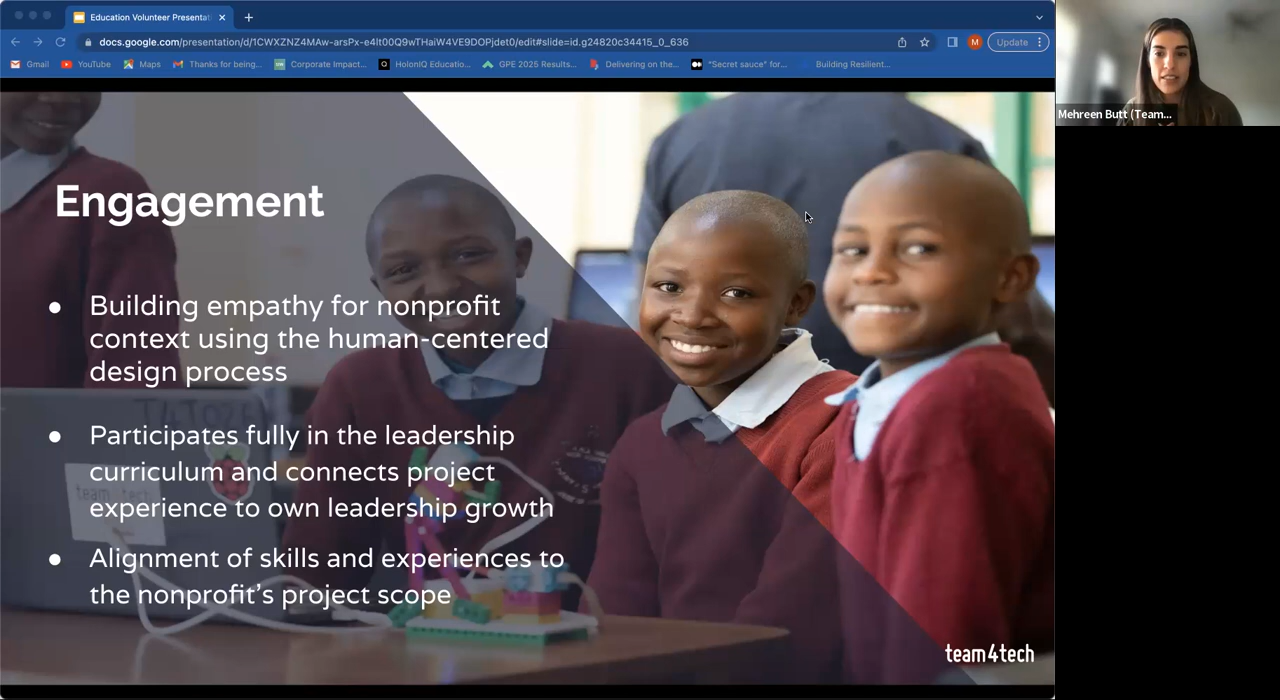 Education Volunteer Presentat
docs.google.com/presentation/d/1CWXZNZ4MAw-arsPx-e4lt00Q9wTHaiW4VE9DOPjdet0/edit#slide=id.g24820c34415_0_636
M
Update
Gmail
YouTube
Maps
Thanks for being...
Corporate Impact...
HolonIQ Educatio...
GPE 2025 Results...
Delivering on the...
"Secret sauce" for...
Building Resilient...
Mehreen Butt (Team...
Engagement
● Building empathy for nonprofit
context using the human-centered
design process
● Participates fully in the leadership
curriculum and connects project
experience to own leadership growth
● Alignment of skills and experiences to
the nonprofit's project scope
team4tech